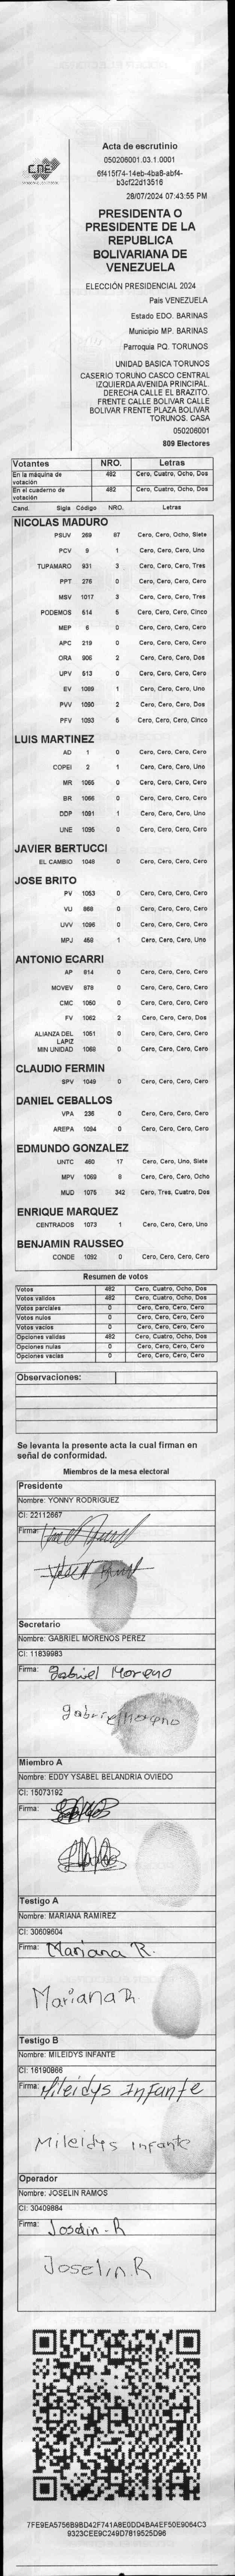 CNE
Acta de escrutinio
050206001.03.1.0001
6f415f74-14eb-4ba8-abf4-
b3cf22d13516
28/07/2024 07:43:55 PM
PRESIDENTA O
PRESIDENTE DE LA
REPUBLICA
BOLIVARIANA DE
VENEZUELA
ELECCIÓN PRESIDENCIAL 2024
País VENEZUELA
Estado EDO. BARINAS
Municipio MP. BARINAS
Parroquia PQ. TORUNOS
UNIDAD BASICA TORUNOS
CASERIO TORUNO CASCO CENTRAL
IZQUIERDA AVENIDA PRINCIPAL.
DERECHA CALLE EL BRAZITO.
FRENTE CALLE BOLIVAR CALLE
BOLIVAR FRENTE PLAZA BOLIVAR
TORUNOS. CASA
050206001
809 Electores
Votantes NRO. Letras
En la máquina de votación 482 Cero, Cuatro, Ocho, Dos
En el cuaderno de votación 482 Cero, Cuatro, Ocho, Dos
Cand. Sigla Código NRO. Letras
NICOLAS MADURO
PSUV 269 87 Cero, Cero, Ocho, Siete
PCV 9 1 Cero, Cero, Cero, Uno
TUPAMARO 931 3 Cero, Cero, Cero, Tres
PPT 276 0 Cero, Cero, Cero, Cero
MSV 1017 3 Cero, Cero, Cero, Tres
PODEMOS 514 5 Cero, Cero, Cero, Cinco
MEP 6 0 Cero, Cero, Cero, Cero
APC 219 0 Cero, Cero, Cero, Cero
ORA 906 2 Cero, Cero, Cero, Dos
UPV 513 0 Cero, Cero, Cero, Cero
EV 1089 1 Cero, Cero, Cero, Uno
PVV 1090 2 Cero, Cero, Cero, Dos
PFV 1093 5 Cero, Cero, Cero, Cinco
LUIS MARTINEZ
AD 1 0 Cero, Cero, Cero, Cero
COPEI 2 1 Cero, Cero, Cero, Uno
MR 1065 0 Cero, Cero, Cero, Cero
BR 1066 0 Cero, Cero, Cero, Cero
DDP 1091 1 Cero, Cero, Cero, Uno
UNE 1095 0 Cero, Cero, Cero, Cero
JAVIER BERTUCCI
EL CAMBIO 1048 0 Cero, Cero, Cero, Cero
JOSE BRITO
PV 1053 0 Cero, Cero, Cero, Cero
VU 868 0 Cero, Cero, Cero, Cero
UVV 1096 0 Cero, Cero, Cero, Cero
MPJ 459 1 Cero, Cero, Cero, Uno
ANTONIO ECARRI
AP 814 0 Cero, Cero, Cero, Cero
MOVEV 878 0 Cero, Cero, Cero, Cero
CMC 1050 0 Cero, Cero, Cero, Cero
FV 1062 2 Cero, Cero, Cero, Dos
ALIANZA DEL LAPIZ 1051 0 Cero, Cero, Cero, Cero
MIN UNIDAD 1068 0 Cero, Cero, Cero, Cero
CLAUDIO FERMIN
SPV 1049 0 Cero, Cero, Cero, Cero
DANIEL CEBALLOS
VPA 236 0 Cero, Cero, Cero, Cero
AREPA 1094 0 Cero, Cero, Cero, Cero
EDMUNDO GONZALEZ
UNTC 460 17 Cero, Cero, Uno, Siete
MPV 1069 8 Cero, Cero, Cero, Ocho
MUD 1075 342 Cero, Tres, Cuatro, Dos
ENRIQUE MARQUEZ
CENTRADOS 1073 1 Cero, Cero, Cero, Uno
BENJAMIN RAUSSEO
CONDE 1092 0 Cero, Cero, Cero, Cero
Resumen de votos
Votos 482 Cero, Cuatro, Ocho, Dos
Votos validos 482 Cero, Cuatro, Ocho, Dos
Votos parciales 0 Cero, Cero, Cero, Cero
Votos nulos 0 Cero, Cero, Cero, Cero
Votos vacios 0 Cero, Cero, Cero, Cero
Opciones validas 482 Cero, Cuatro, Ocho, Dos
Opciones nulas 0 Cero, Cero, Cero, Cero
Opciones vacias 0 Cero, Cero, Cero, Cero
Observaciones:
Se levanta la presente acta la cual firman en
señal de conformidad.
Miembros de la mesa electoral
Presidente
Nombre: YONNY RODRIGUEZ
CI: 22112667
Firma:
Secretario
Nombre: GABRIEL MORENOS PEREZ
CI: 11839983
Firma: Gabriel Moreno
gabriel Moreno
Miembro A
Nombre: EDDY YSABEL BELANDRIA OVIEDO
CI: 15073192
Firma:
Testigo A
Nombre: MARIANA RAMIREZ
CI: 30609604
Firma: Mariana R.
Mariana R
Testigo B
Nombre: MILEIDYS INFANTE
CI: 16190866
Firma: Mileidys Infante
Mileidys Infante
Operador
Nombre: JOSELIN RAMOS
CI: 30409884
Firma: Joselin.R
Joselin.R
7FE9EA5756B9BD42F741A8E0DD4BA4EF50E9064C3
9323CEE9C249D7819525D96